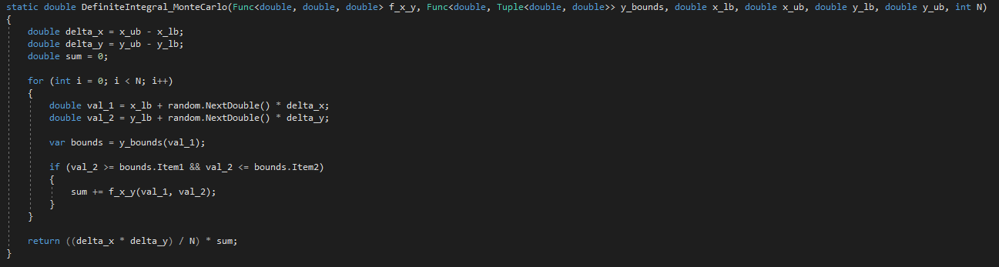 static double DefiniteIntegral_MonteCarlo(Func<double, double, double> f_x_y, Func<double, Tuple<double, double>> y_bounds, double x_lb, double x_ub, double y_lb, double y_ub, int N)
{
    double delta_x = x_ub - x_lb;
    double delta_y = y_ub - y_lb;
    double sum = 0;

    for (int i = 0; i < N; i++)
    {
        double val_1 = x_lb + random.NextDouble() * delta_x;
        double val_2 = y_lb + random.NextDouble() * delta_y;

        var bounds = y_bounds(val_1);

        if (val_2 >= bounds.Item1 && val_2 <= bounds.Item2)
        {
            sum += f_x_y(val_1, val_2);
        }
    }

    return ((delta_x * delta_y) / N) * sum;
}